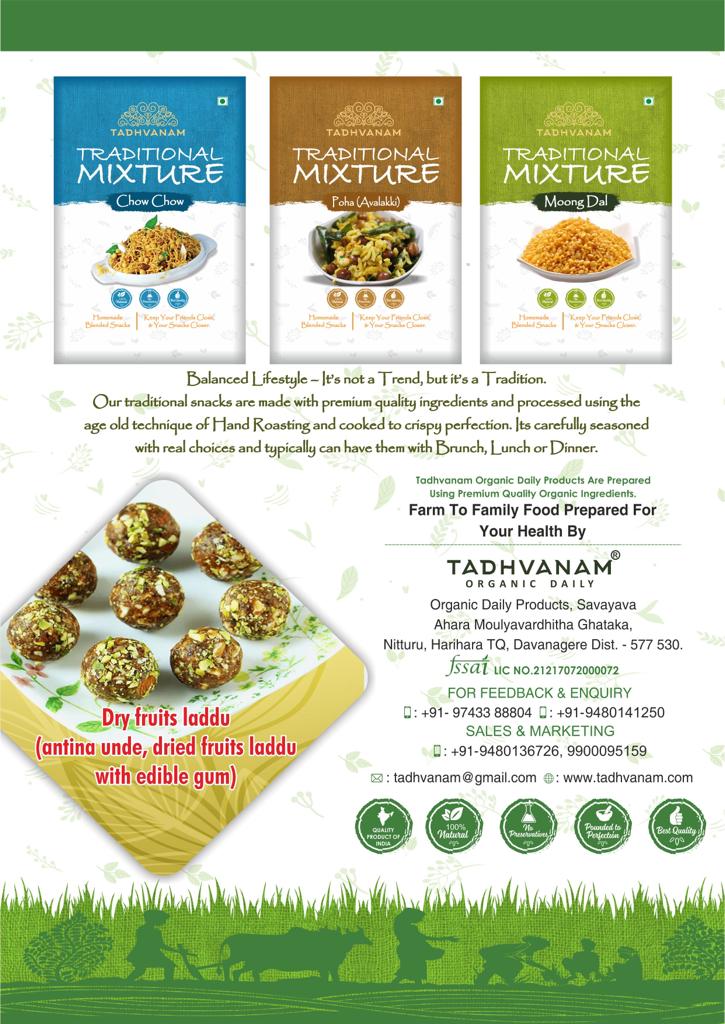 TADHVANAM
TRADITIONAL
MIXTURE
Chow Chow
Homemade
Blended Snacks
Keep Your Friends Close,
& Your Snacks Closer.
TADHVANAM
TRADITIONAL
MIXTURE
Poha (Avalakki)
Homemade
Blended Snacks
Keep Your Friends Close,
& Your Snacks Closer.
TADHVANAM
TRADITIONAL
MIXTURE
Moong Dal
Homemade
Blended Snacks
Keep Your Friends Close,
& Your Snacks Closer.
Balanced Lifestyle – It's not a Trend, but it's a Tradition.
Our traditional snacks are made with premium quality ingredients and processed using the
age old technique of Hand Roasting and cooked to crispy perfection. Its carefully seasoned
with real choices and typically can have them with Brunch, Lunch or Dinner.
Tadhvanam Organic Daily Products Are Prepared
Using Premium Quality Organic Ingredients.
Farm To Family Food Prepared For
Your Health By
TADHVANAM®
ORGANIC DAILY
Organic Daily Products, Savayava
Ahara Moulyavardhitha Ghataka,
Nitturu, Harihara TQ, Davanagere Dist. - 577 530.
fssai LIC NO.21217072000072
FOR FEEDBACK & ENQUIRY
: +91- 97433 88804 : +91-9480141250
SALES & MARKETING
: +91-9480136726, 9900095159
: tadhvanam@gmail.com : www.tadhvanam.com
Dry fruits laddu
(antina unde, dried fruits laddu
with edible gum)
QUALITY
PRODUCT OF
INDIA
100%
Natural
No
Preservatives
Pounded to
Perfection
Best Quality